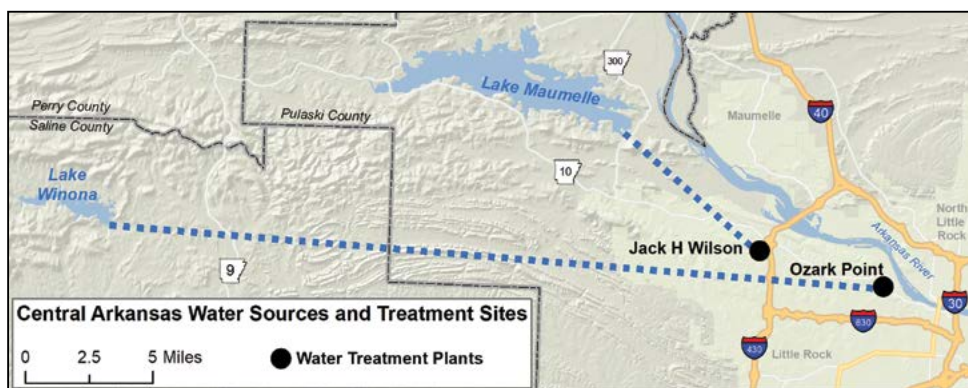 300
Lake Maumelle
40
Maumelle
Perry County
Saline County
Pulaski County
Lake
Winona
10
North
Little
Rock
Arkansas River
Jack H Wilson
9
Ozark Point
Central Arkansas Water Sources and Treatment Sites
0 2.5 5 Miles
Water Treatment Plants
630
30
430
Little Rock